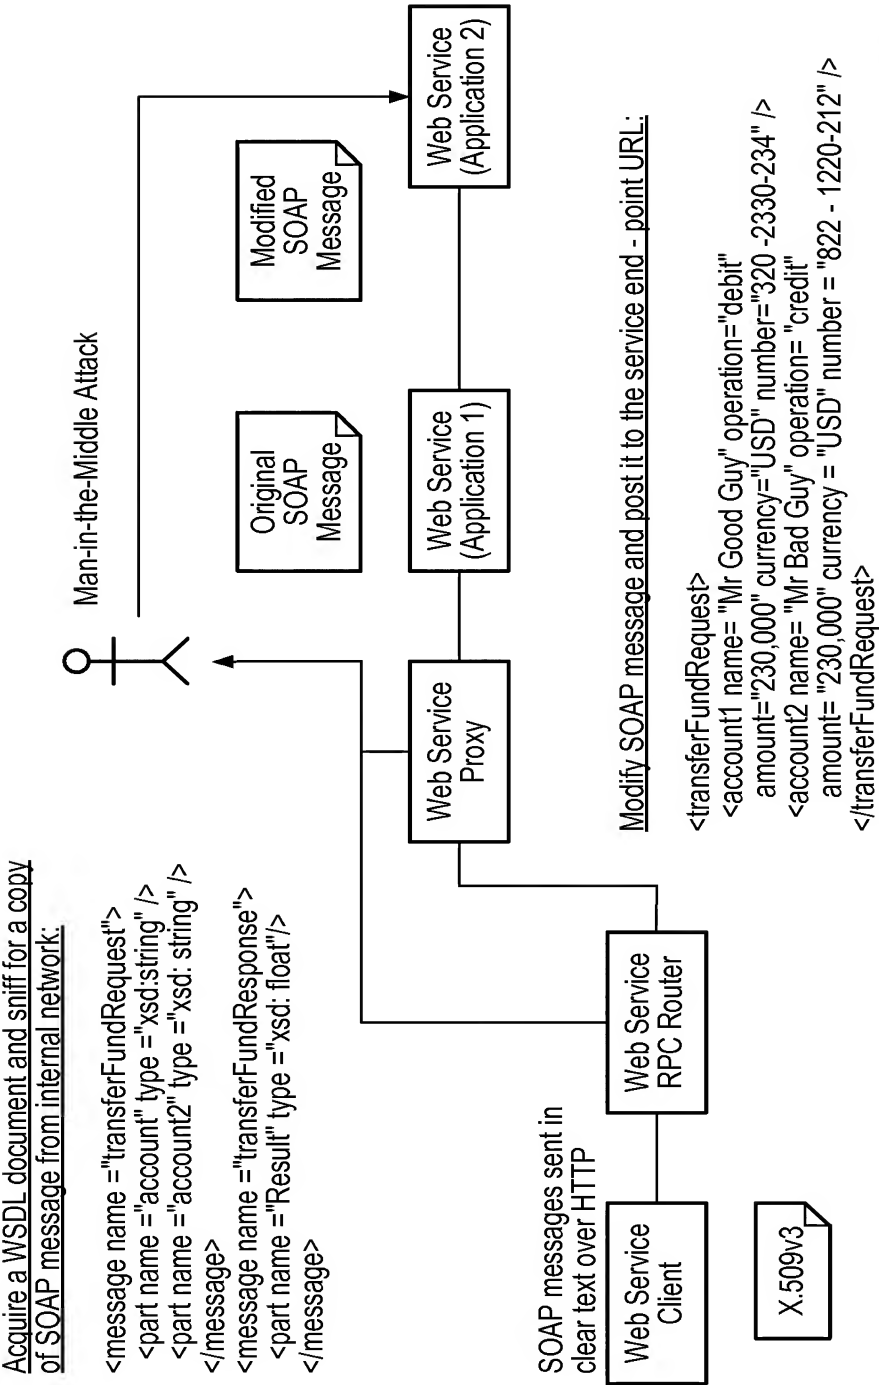 Acquire a WSDL document and sniff for a copy
of SOAP message from internal network:
<message name ="transferFundRequest">
<part name ="account" type ="xsd:string" />
<part name ="account2" type ="xsd: string" />
</message>
<message name ="transferFundResponse">
<part name ="Result" type ="xsd: float"/>
</message>
Man-in-the-Middle Attack
Original
SOAP
Message
Modified
SOAP
Message
SOAP messages sent in
clear text over HTTP
Web Service
Client
X.509v3
Web Service
RPC Router
Web Service
Proxy
Web Service
(Application 1)
Web Service
(Application 2)
Modify SOAP message and post it to the service end - point URL:
<transferFundRequest>
<account1 name= "Mr Good Guy" operation="debit"
amount="230,000" currency="USD" number="320 -2330-234" />
<account2 name= "Mr Bad Guy" operation= "credit"
amount= "230,000" currency = "USD" number = "822 - 1220-212" />
</transferFundRequest>